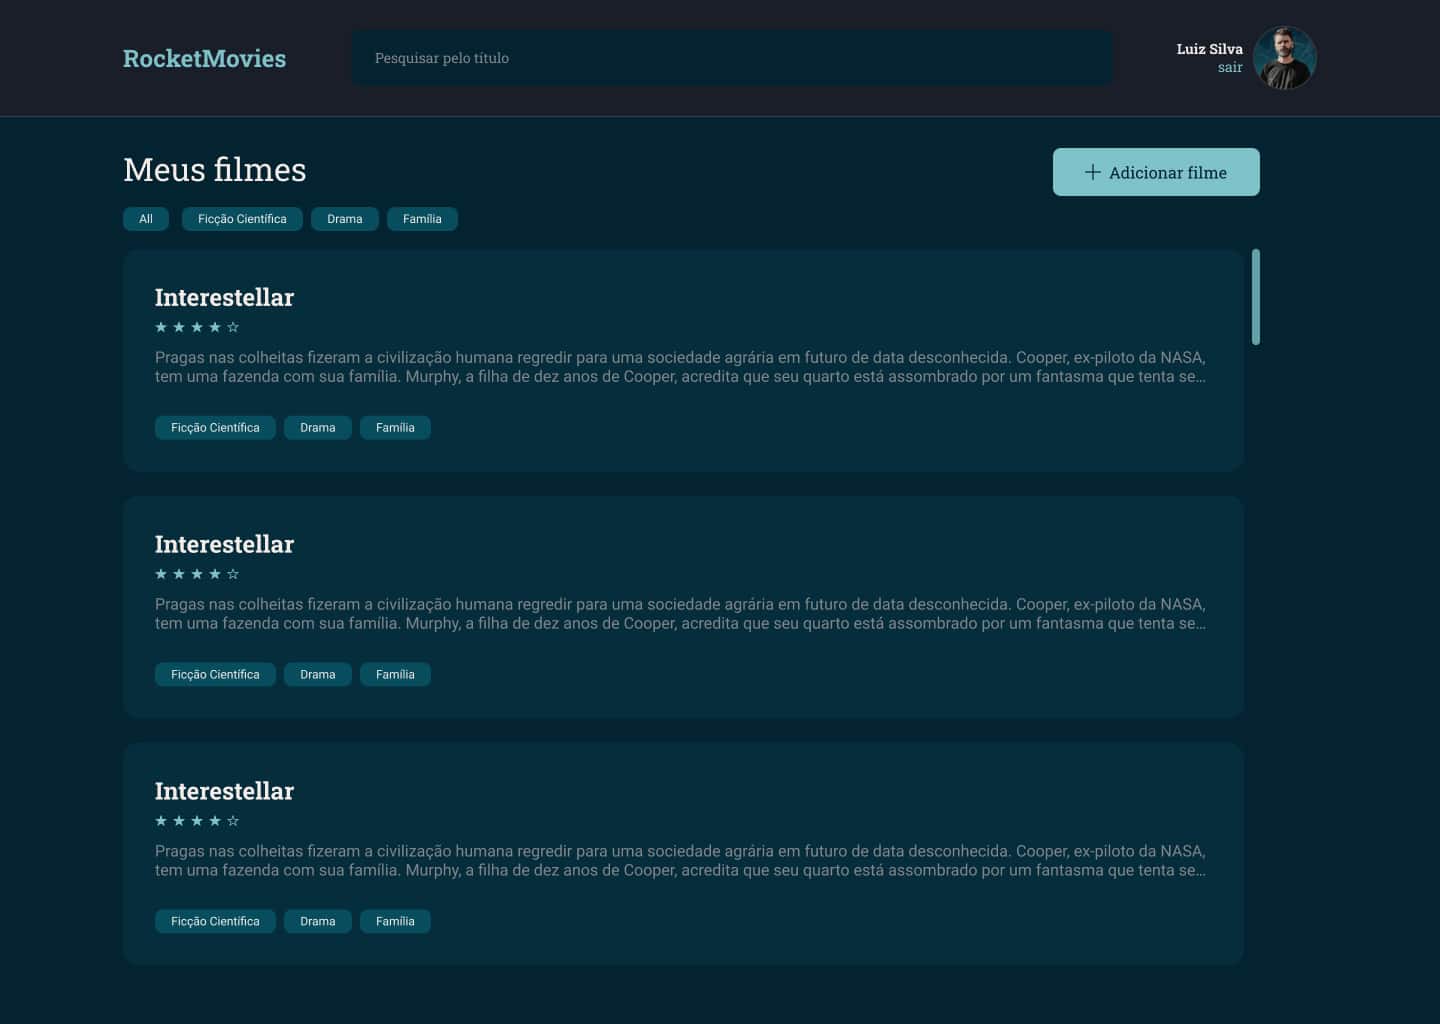 RocketMovies
Pesquisar pelo título
Luiz Silva
sair
Meus filmes
Adicionar filme
All Ficção Científica Drama Família
Interestellar
Pragas nas colheitas fizeram a civilização humana regredir para uma sociedade agrária em futuro de data desconhecida. Cooper, ex-piloto da NASA,
tem uma fazenda com sua família. Murphy, a filha de dez anos de Cooper, acredita que seu quarto está assombrado por um fantasma que tenta se…
Ficção Científica Drama Família
Interestellar
Pragas nas colheitas fizeram a civilização humana regredir para uma sociedade agrária em futuro de data desconhecida. Cooper, ex-piloto da NASA,
tem uma fazenda com sua família. Murphy, a filha de dez anos de Cooper, acredita que seu quarto está assombrado por um fantasma que tenta se…
Ficção Científica Drama Família
Interestellar
Pragas nas colheitas fizeram a civilização humana regredir para uma sociedade agrária em futuro de data desconhecida. Cooper, ex-piloto da NASA,
tem uma fazenda com sua família. Murphy, a filha de dez anos de Cooper, acredita que seu quarto está assombrado por um fantasma que tenta se…
Ficção Científica Drama Família